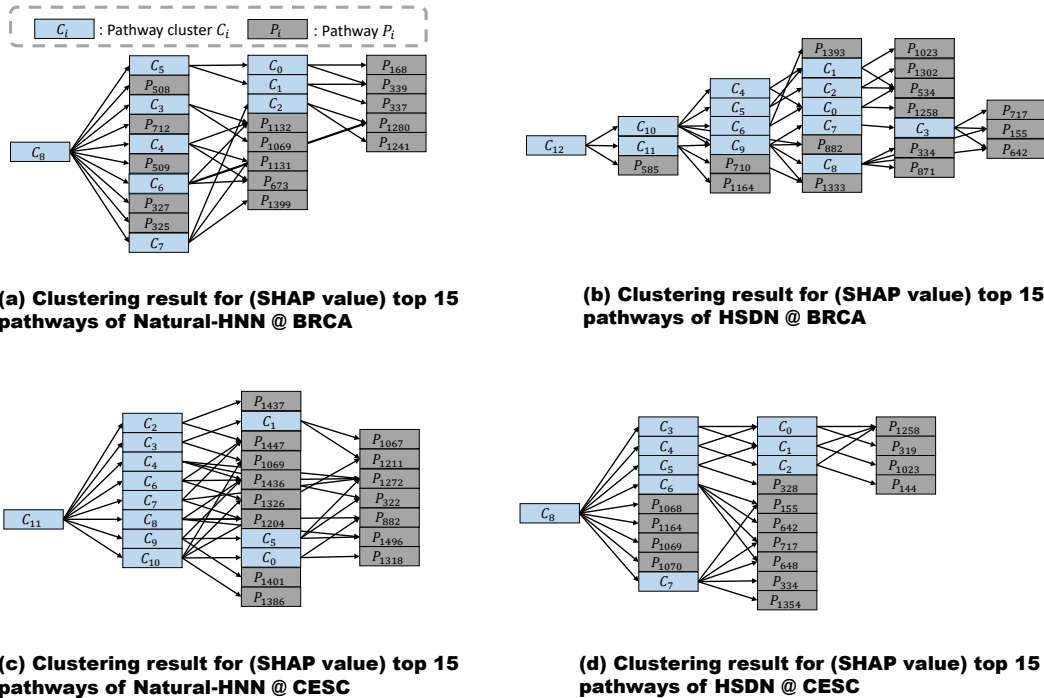 C_i : Pathway cluster C_i P_i : Pathway P_i
C_8
C_5
P_508
C_3
P_712
C_4
P_509
C_6
P_327
P_325
C_7
C_0
C_1
C_2
P_1132
P_1069
P_1131
P_673
P_1399
P_168
P_339
P_337
P_1280
P_1241
(a) Clustering result for (SHAP value) top 15
pathways of Natural-HNN @ BRCA
C_12
C_10
C_11
P_585
C_4
C_5
C_6
C_9
P_710
P_1164
P_1393
C_1
C_2
C_0
C_7
P_882
C_8
P_1333
P_1023
P_1302
P_534
P_1258
C_3
P_334
P_871
P_717
P_155
P_642
(b) Clustering result for (SHAP value) top 15
pathways of HSDN @ BRCA
C_11
C_2
C_3
C_4
C_6
C_7
C_8
C_9
C_10
P_1437
C_1
P_1447
P_1069
P_1436
P_1326
P_1204
C_5
C_0
P_1401
P_1386
P_1067
P_1211
P_1272
P_322
P_882
P_1496
P_1318
(c) Clustering result for (SHAP value) top 15
pathways of Natural-HNN @ CESC
C_8
C_3
C_4
C_5
C_6
P_1068
P_1164
P_1069
P_1070
C_7
C_0
C_1
C_2
P_328
P_155
P_642
P_717
P_648
P_334
P_1354
P_1258
P_319
P_1023
P_144
(d) Clustering result for (SHAP value) top 15
pathways of HSDN @ CESC